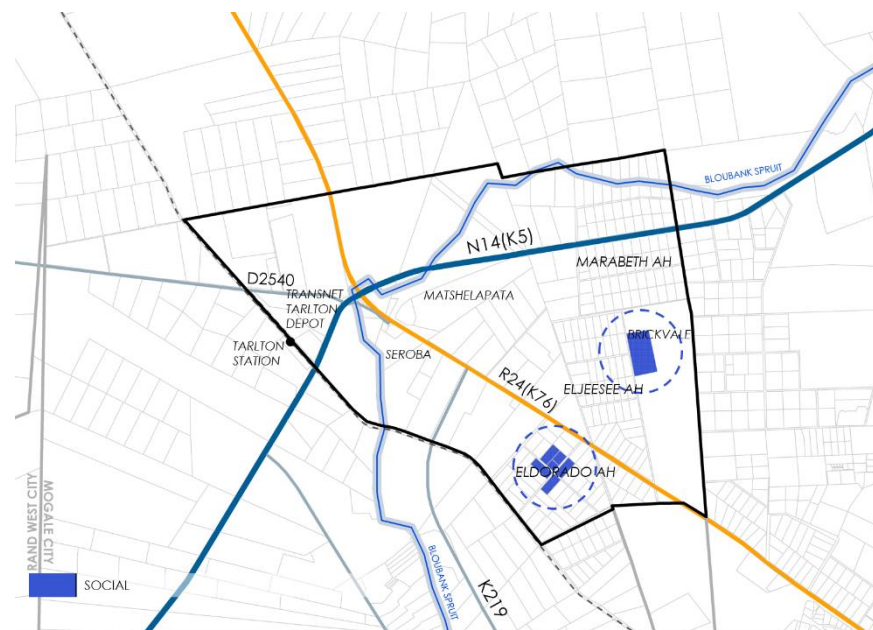 BLOUBANK SPRUIT
N14(K5)
MARABETH AH
D2540
TRANSNET
TARLTON
DEPOT
MATSHELAPATA
TARLTON
STATION
SEROBA
BRICKVALE
R24(K76)
ELJEESEE AH
ELDORADO AH
RAND WEST CITY
MOGALE CITY
BLOUBANK SPRUIT
K219
SOCIAL